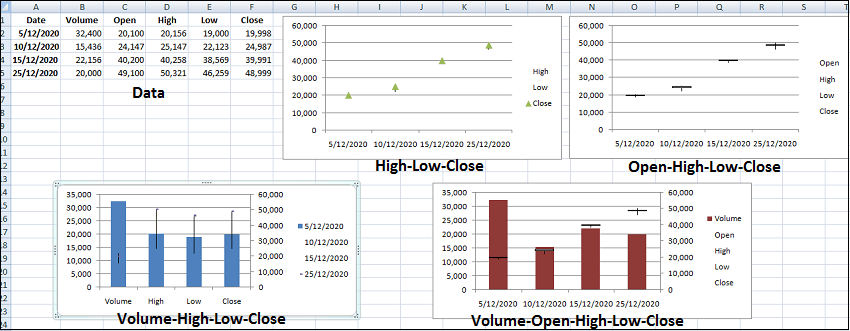 A B C D E F G H I J K L M N O P Q R S T
1 Date Volume Open High Low Close
2 5/12/2020 32,400 20,100 20,156 19,000 19,998
3 10/12/2020 15,436 24,147 25,147 22,123 24,987
4 15/12/2020 22,156 40,200 40,258 38,569 39,991
5 25/12/2020 20,000 49,100 50,321 46,259 48,999
Data
60,000
50,000
40,000
30,000
20,000
10,000
0
5/12/2020 10/12/2020 15/12/2020 25/12/2020
High
Low
Close
High-Low-Close
60,000
50,000
40,000
30,000
20,000
10,000
0
5/12/2020 10/12/2020 15/12/2020 25/12/2020
Open
High
Low
Close
Open-High-Low-Close
35,000
30,000
25,000
20,000
15,000
10,000
5,000
0
60,000
50,000
40,000
30,000
20,000
10,000
0
Volume High Low Close
5/12/2020
10/12/2020
15/12/2020
25/12/2020
Volume-High-Low-Close
35,000
30,000
25,000
20,000
15,000
10,000
5,000
0
60,000
50,000
40,000
30,000
20,000
10,000
0
5/12/2020 10/12/2020 15/12/2020 25/12/2020
Volume
Open
High
Low
Close
Volume-Open-High-Low-Close